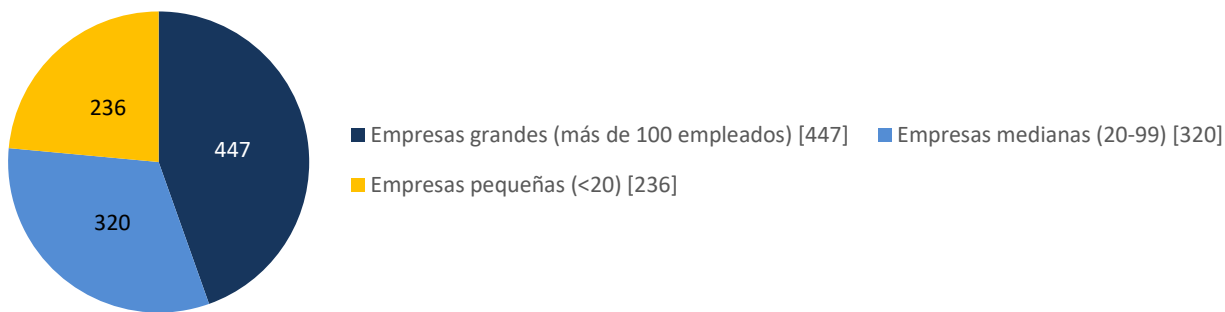 236
447
320
Empresas grandes (más de 100 empleados) [447]
Empresas medianas (20-99) [320]
Empresas pequeñas (<20) [236]